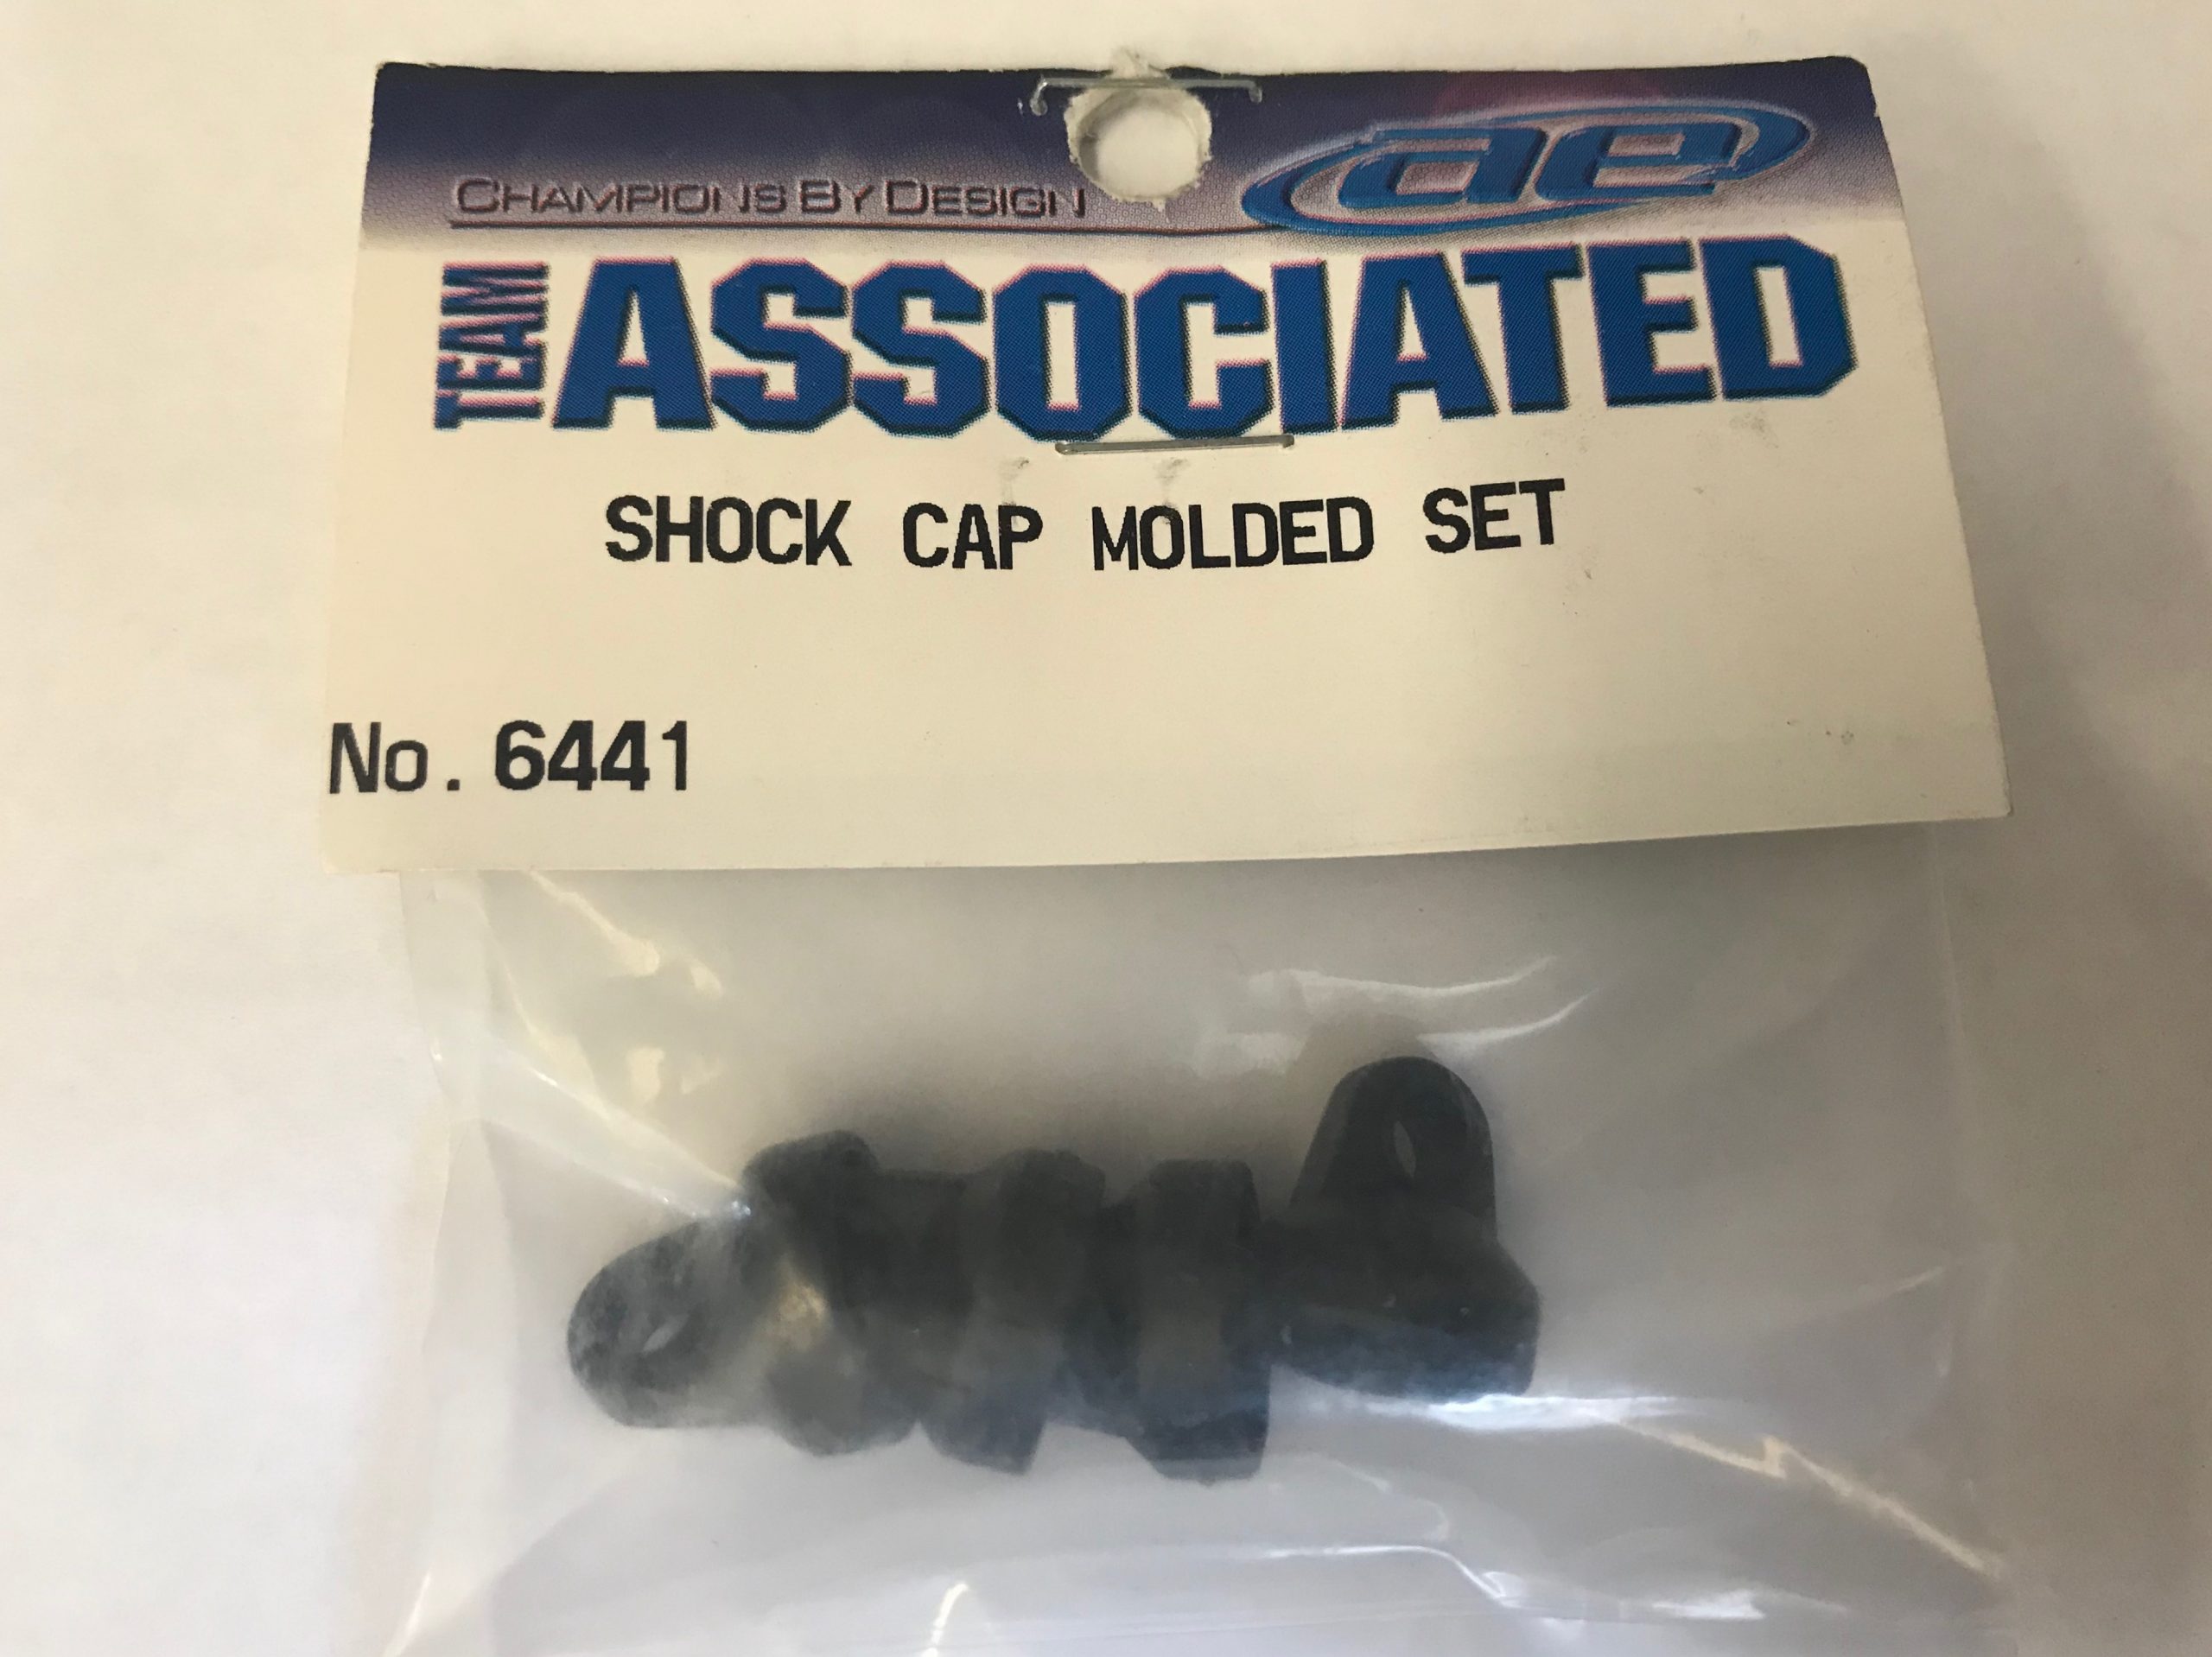 CHAMPIONS BY DESIGN
ae
TEAM ASSOCIATED
SHOCK CAP MOLDED SET
No. 6441